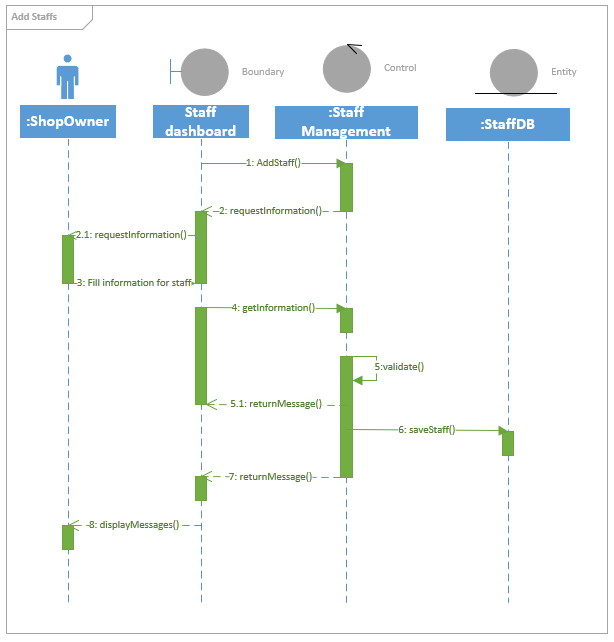 Add Staffs
Boundary
Control
Entity
:ShopOwner
Staff
dashboard
:Staff
Management
:StaffDB
1: AddStaff()
2: requestInformation()
2.1: requestInformation()
3: Fill information for staff
4: getInformation()
5:validate()
5.1: returnMessage()
6: saveStaff()
7: returnMessage()
8: displayMessages()